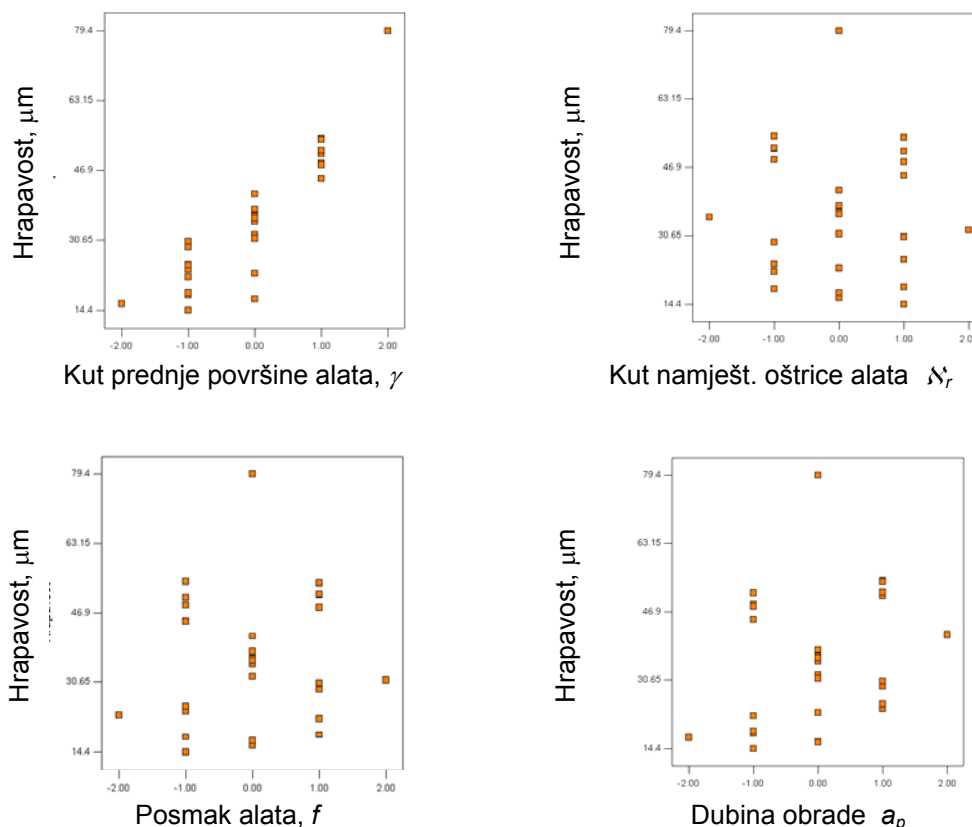 79.4
63.15
46.9
30.65
14.4
-2.00 -1.00 0.00 1.00 2.00
Hrapavost, μm
Kut prednje površine alata, γ
79.4
63.15
46.9
30.65
14.4
-2.00 -1.00 0.00 1.00 2.0
Hrapavost, μm
Kut namješt. oštrice alata ℵr
79.4
63.15
46.9
30.65
14.4
-2.00 -1.00 0.00 1.00 2.00
Hrapavost, μm
Posmak alata, f
79.4
63.15
46.9
30.65
14.4
-2.00 -1.00 0.00 1.00 2.00
Hrapavost, μm
Dubina obrade ap